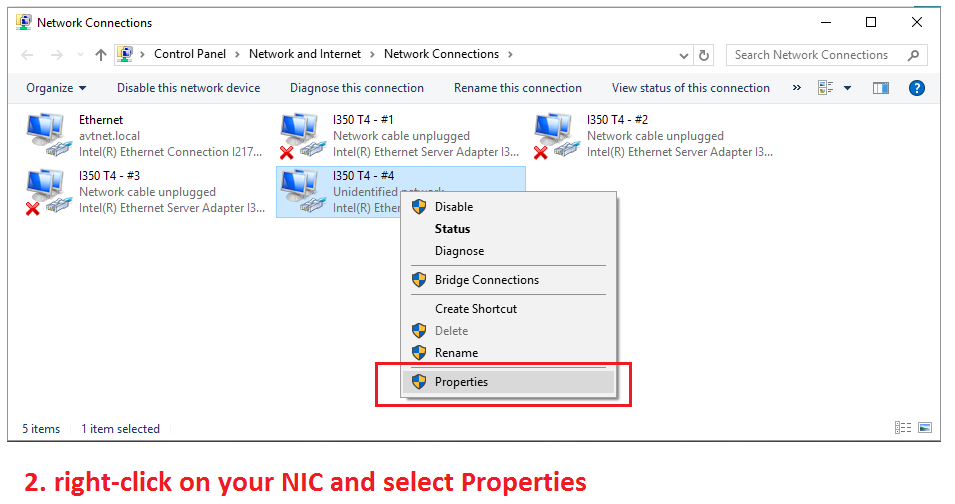 Network Connections
Control Panel > Network and Internet > Network Connections >
Search Network Connections
Organize
Disable this network device
Diagnose this connection
Rename this connection
View status of this connection
»
?
Ethernet
avtnet.local
Intel(R) Ethernet Connection I217...
I350 T4 - #1
Network cable unplugged
Intel(R) Ethernet Server Adapter I3...
I350 T4 - #2
Network cable unplugged
Intel(R) Ethernet Server Adapter I3...
I350 T4 - #3
Network cable unplugged
Intel(R) Ethernet Server Adapter I3...
I350 T4 - #4
Unidentified network
Intel(R) Ether
Disable
Status
Diagnose
Bridge Connections
Create Shortcut
Delete
Rename
Properties
5 items
1 item selected
2. right-click on your NIC and select Properties